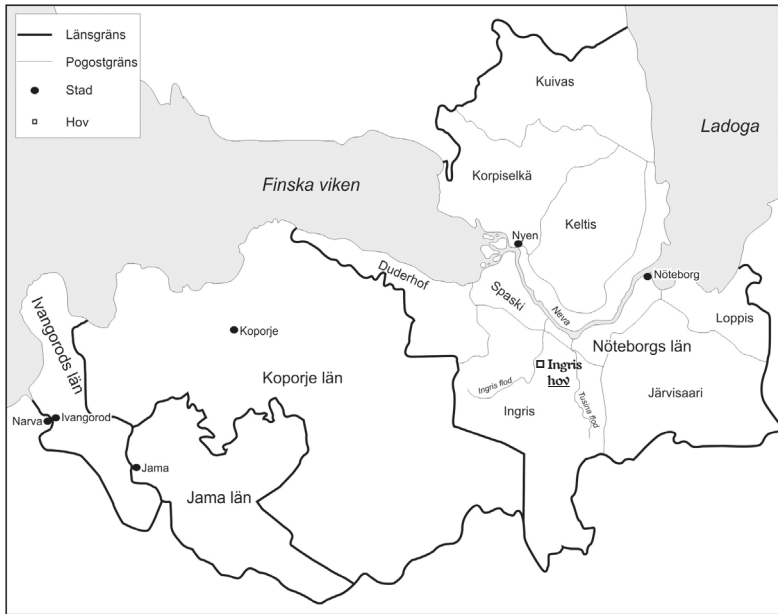 Länsgräns
Pogostgräns
Stad
Hov
Kuivas
Ladoga
Korpiselkä
Finska viken
Keltis
Nyen
Duderhof
Nöteborg
Spaski
Neva
Ivangorods län
Loppis
Koporje
Nöteborgs län
Ingris
hov
Koporje län
Ingris flod
Järvisaari
Tusina flod
Ingris
Narva
Ivangorod
Jama
Jama län